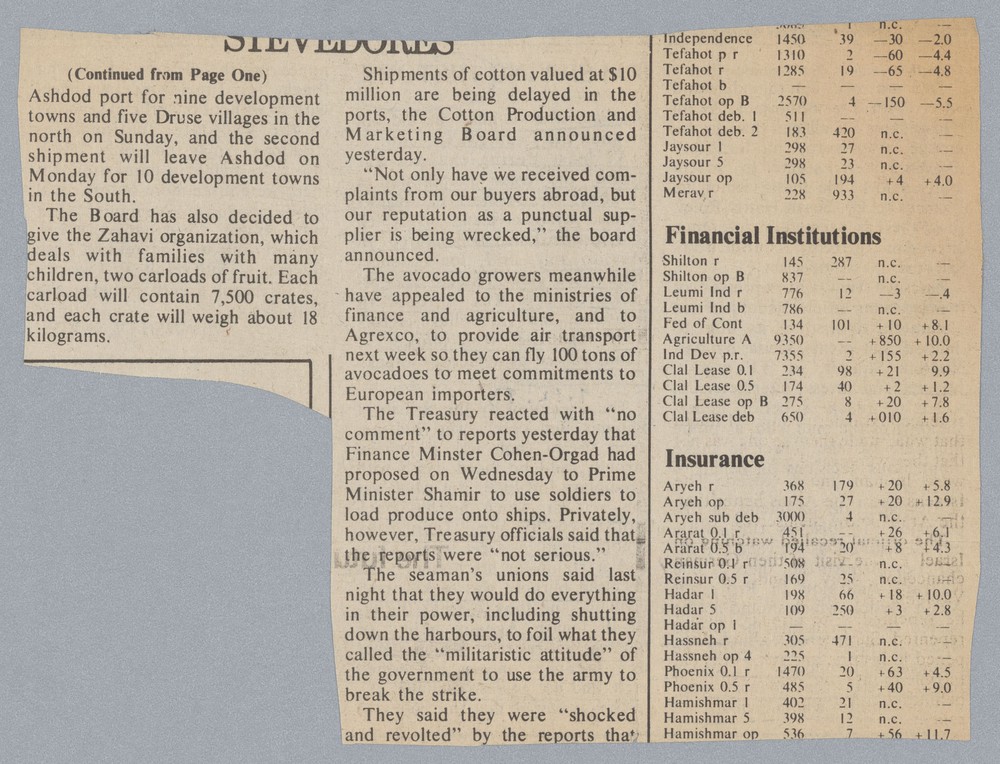 STEVEDORES
(Continued from Page One)
Ashdod port for nine development
towns and five Druse villages in the
north on Sunday, and the second
shipment will leave Ashdod on
Monday for 10 development towns
in the South.
The Board has also decided to
give the Zahavi organization, which
deals with families with many
children, two carloads of fruit. Each
carload will contain 7,500 crates,
and each crate will weigh about 18
kilograms.
Shipments of cotton valued at $10
million are being delayed in the
ports, the Cotton Production and
Marketing Board announced
yesterday.
“Not only have we received com-
plaints from our buyers abroad, but
our reputation as a punctual sup-
plier is being wrecked,” the board
announced.
The avocado growers meanwhile
have appealed to the ministries of
finance and agriculture, and to
Agrexco, to provide air transport
next week so they can fly 100 tons of
avocadoes to meet commitments to
European importers.
The Treasury reacted with “no
comment” to reports yesterday that
Finance Minster Cohen-Orgad had
proposed on Wednesday to Prime
Minister Shamir to use soldiers to
load produce onto ships. Privately,
however, Treasury officials said that
the reports were “not serious.”
The seaman's unions said last
night that they would do everything
in their power, including shutting
down the harbours, to foil what they
called the “militaristic attitude” of
the government to use the army to
break the strike.
They said they were “shocked
and revolted” by the reports that
1 n.c. —
Independence 1450 39 —30 —2.0
Tefahot p r 1310 2 —60 —4.4
Tefahot r 1285 19 —65 —4.8
Tefahot b — — — —
Tefahot op B 2570 4 —150 —5.5
Tefahot deb. 1 511 — — —
Tefahot deb. 2 183 420 n.c. —
Jaysour 1 298 27 n.c. —
Jaysour 5 298 23 n.c. —
Jaysour op 105 194 +4 +4.0
Merav r 228 933 n.c. —
Financial Institutions
Shilton r 145 287 n.c. —
Shilton op B 837 — n.c. —
Leumi Ind r 776 12 —3 —.4
Leumi Ind b 786 — n.c. —
Fed of Cont 134 101 +10 +8.1
Agriculture A 9350 — +850 +10.0
Ind Dev p.r. 7355 2 +155 +2.2
Clal Lease 0.1 234 98 +21 9.9
Clal Lease 0.5 174 40 +2 +1.2
Clal Lease op B 275 8 +20 +7.8
Clal Lease deb 650 4 +010 +1.6
Insurance
Aryeh r 368 179 +20 +5.8
Aryeh op 175 27 +20 +12.9
Aryeh sub deb 3000 4 n.c. —
Ararat 0.1 r 451 — +26 +6.1
Ararat 0.5 b 194 20 +8 +4.3
Reinsur 0.1 r 508 — n.c. —
Reinsur 0.5 r 169 25 n.c. —
Hadar 1 198 66 +18 +10.0
Hadar 5 109 250 +3 +2.8
Hadar op 1 — — — —
Hassneh r 305 471 n.c. —
Hassneh op 4 225 1 n.c. —
Phoenix 0.1 r 1470 20 +63 +4.5
Phoenix 0.5 r 485 5 +40 +9.0
Hamishmar 1 402 21 n.c. —
Hamishmar 5 398 12 n.c. —
Hamishmar op 536 7 +56 +11.7